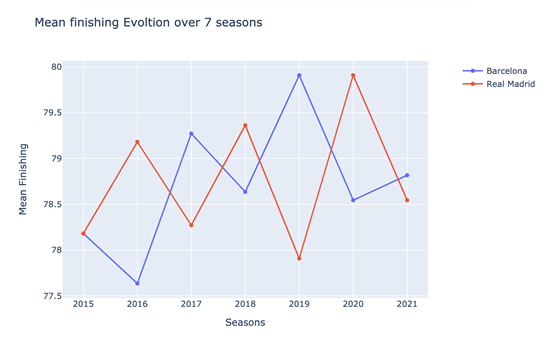 Mean finishing Evoltion over 7 seasons
Barcelona
Real Madrid
80
79.5
79
78.5
78
77.5
Mean Finishing
2015 2016 2017 2018 2019 2020 2021
Seasons